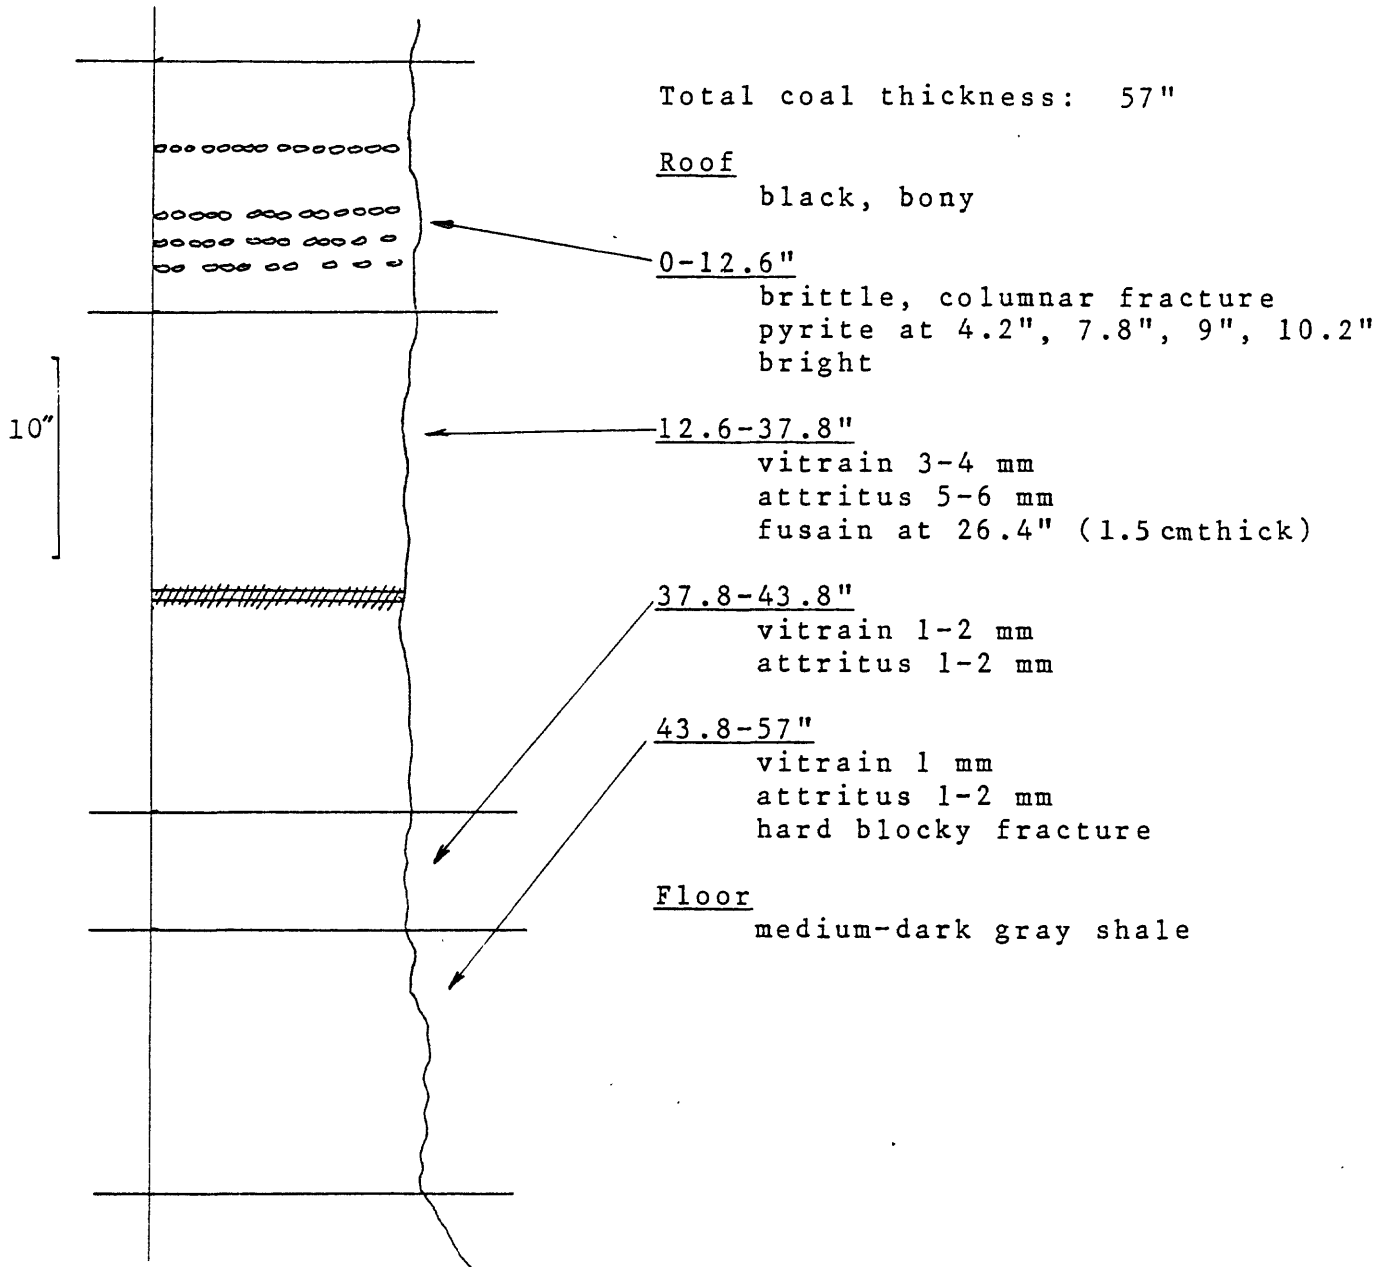 Total coal thickness: 57"
Roof
black, bony
0-12.6"
brittle, columnar fracture
pyrite at 4.2", 7.8", 9", 10.2"
bright
10"
12.6-37.8"
vitrain 3-4 mm
attritus 5-6 mm
fusain at 26.4" (1.5 cmthick)
37.8-43.8"
vitrain 1-2 mm
attritus 1-2 mm
43.8-57"
vitrain 1 mm
attritus 1-2 mm
hard blocky fracture
Floor
medium-dark gray shale